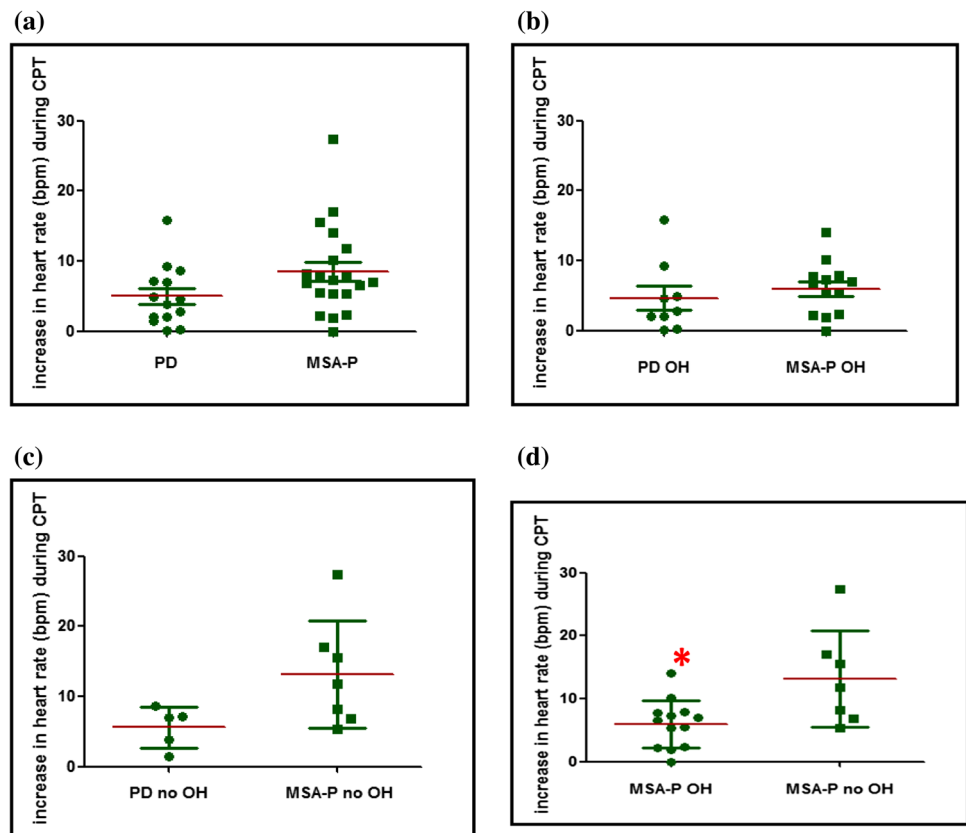 (a)
increase in heart rate (bpm) during CPT
30
20
10
0
PD
MSA-P
(b)
increase in heart rate (bpm) during CPT
30
20
10
0
PD OH
MSA-P OH
(c)
increase in heart rate (bpm) during CPT
30
20
10
0
PD no OH
MSA-P no OH
(d)
increase in heart rate (bpm) during CPT
30
20
10
0
*
MSA-P OH
MSA-P no OH